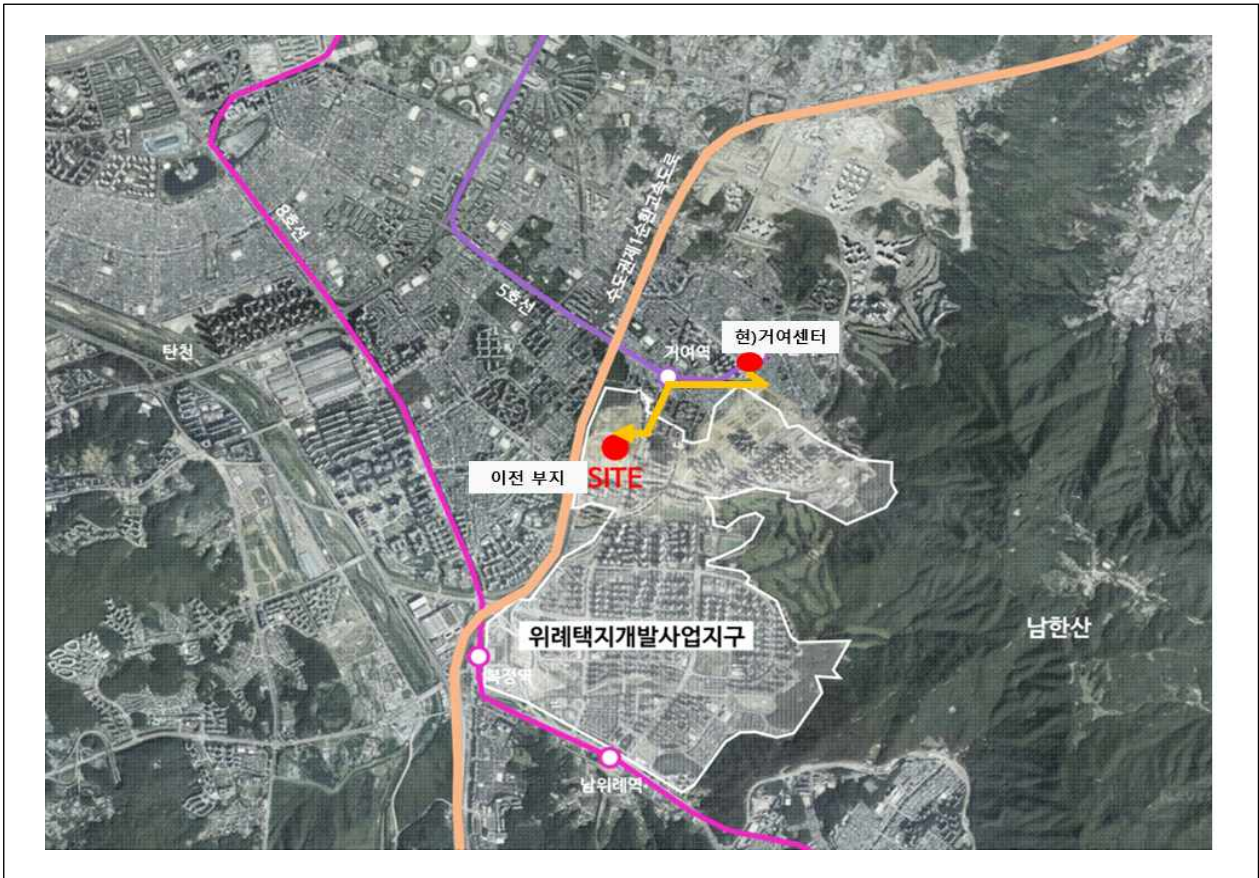 8호선
수도권제1순환고속도로
5호선
탄천
거여역
현)거여센터
이전 부지
SITE
위례택지개발사업지구
남한산
복정역
남위례역